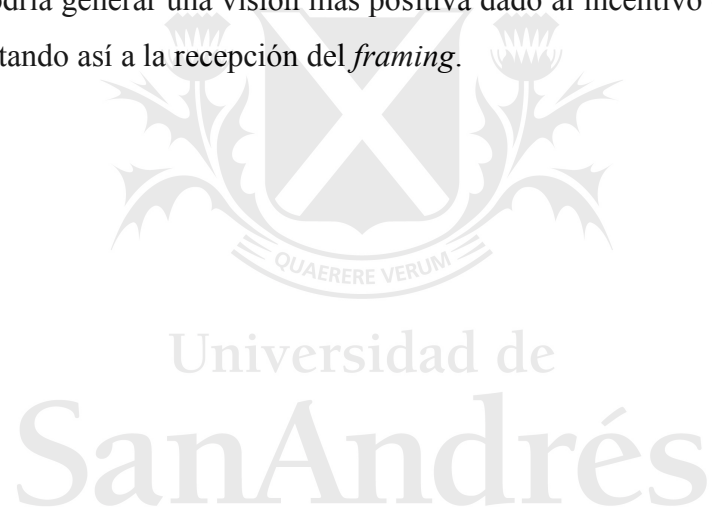 odría generar una visión más positiva dado al incentivo
tando así a la recepción del framing.
QUAERERE VERUM
Universidad de
SanAndrés